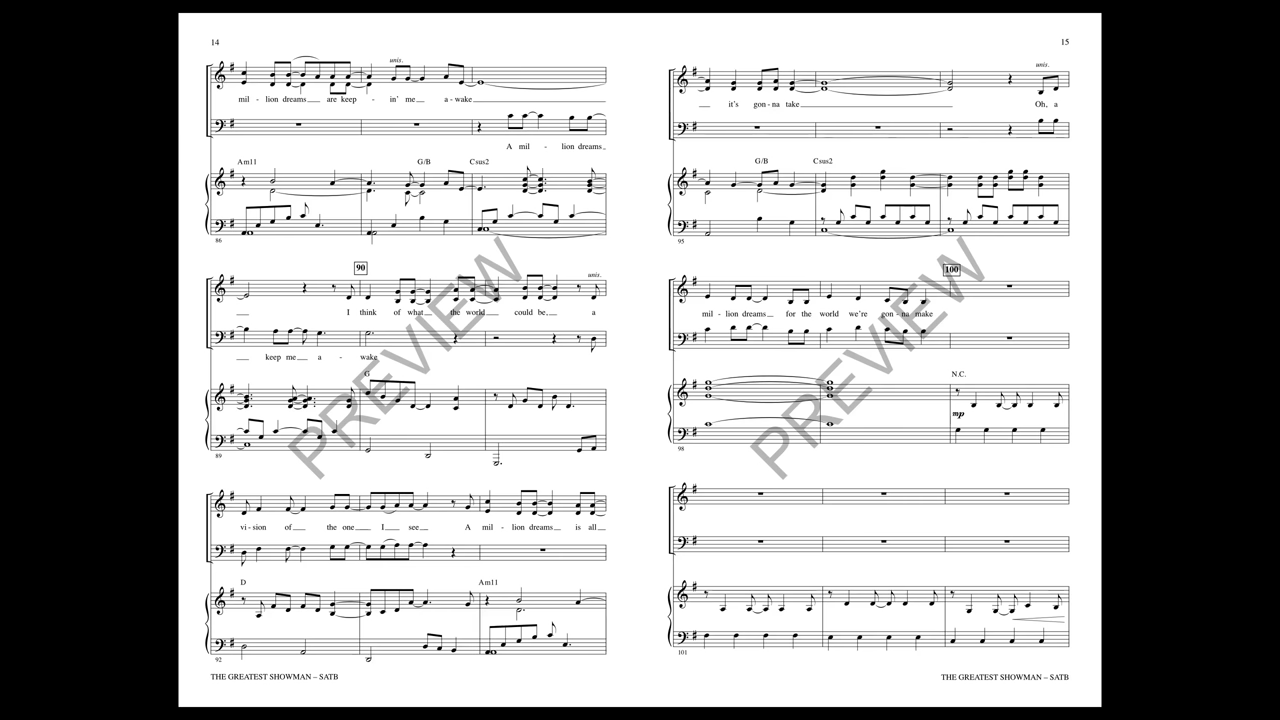 14
unis.
mil - lion dreams are keep - in' me a - wake
A mil - lion dreams
Am11 G/B Csus2
86
90
unis.
I think of what the world could be a
keep me a - wake
G
89
vi - sion of the one I see A mil - lion dreams is all
D Am11
92
THE GREATEST SHOWMAN – SATB
PREVIEW
15
unis.
it's gon - na take Oh, a
G/B Csus2
95
100
mil - lion dreams for the world we're gon - na make
N.C.
mp
98
101
THE GREATEST SHOWMAN – SATB
PREVIEW